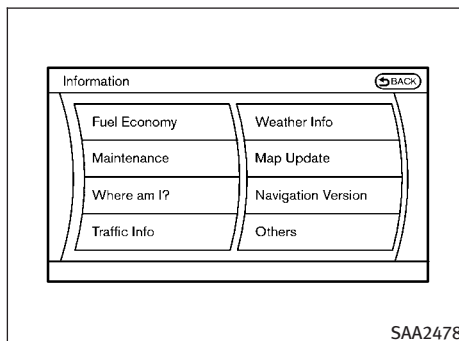 Information
BACK
Fuel Economy
Weather Info
Maintenance
Map Update
Where am I?
Navigation Version
Traffic Info
Others
SAA2478